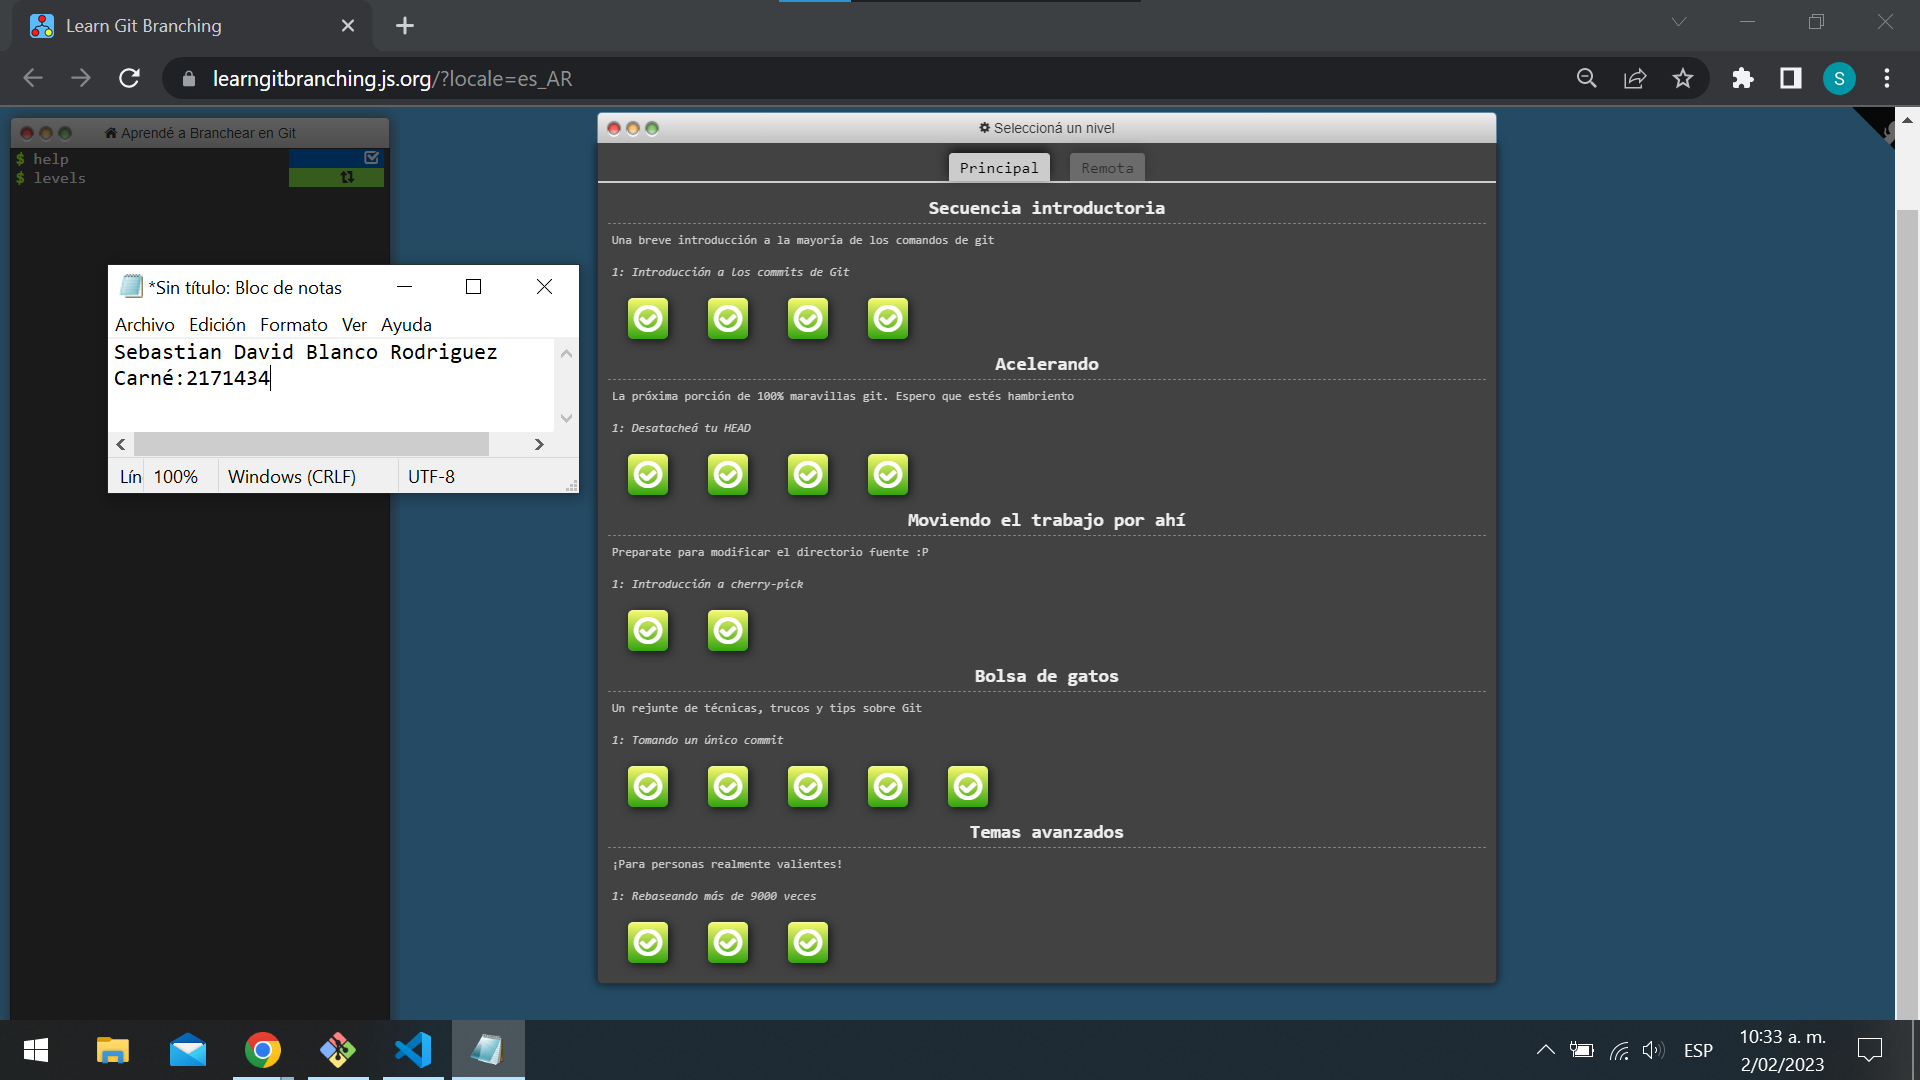 Learn Git Branching
learngitbranching.js.org/?locale=es_AR
S
Aprendé a Branchear en Git
$ help
$ levels
*Sin título: Bloc de notas
Archivo Edición Formato Ver Ayuda
Sebastian David Blanco Rodriguez
Carné:2171434
Lín 100% Windows (CRLF) UTF-8
Seleccioná un nivel
Principal Remota
Secuencia introductoria
Una breve introducción a la mayoría de los comandos de git
1: Introducción a los commits de Git
Acelerando
La próxima porción de 100% maravillas git. Espero que estés hambriento
1: Desatacheá tu HEAD
Moviendo el trabajo por ahí
Preparate para modificar el directorio fuente :P
1: Introducción a cherry-pick
Bolsa de gatos
Un rejunte de técnicas, trucos y tips sobre Git
1: Tomando un único commit
Temas avanzados
¡Para personas realmente valientes!
1: Rebaseando más de 9000 veces
ESP
10:33 a. m.
2/02/2023